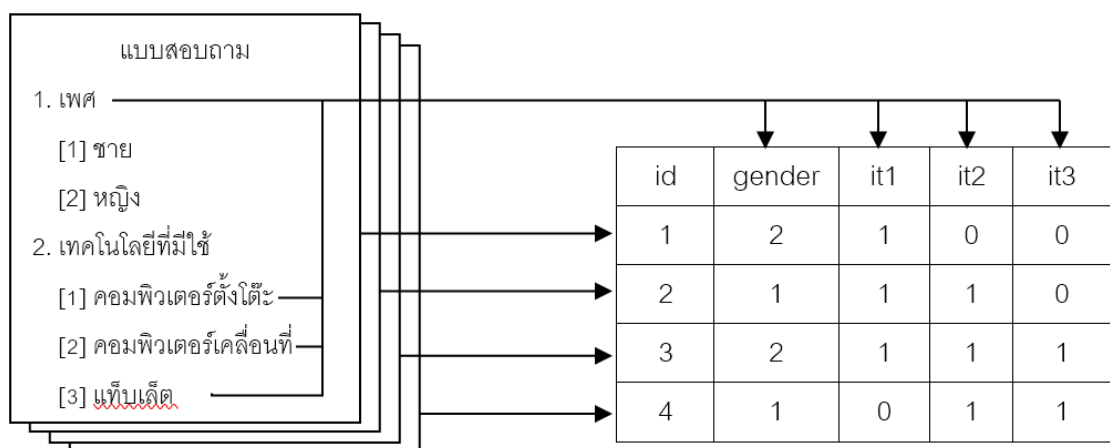 แบบสอบถาม
1. เพศ
[1] ชาย
[2] หญิง
2. เทคโนโลยีที่มีใช้
[1] คอมพิวเตอร์ตั้งโต๊ะ
[2] คอมพิวเตอร์เคลื่อนที่
[3] แท็บเล็ต
id gender it1 it2 it3
1 2 1 0 0
2 1 1 1 0
3 2 1 1 1
4 1 0 1 1